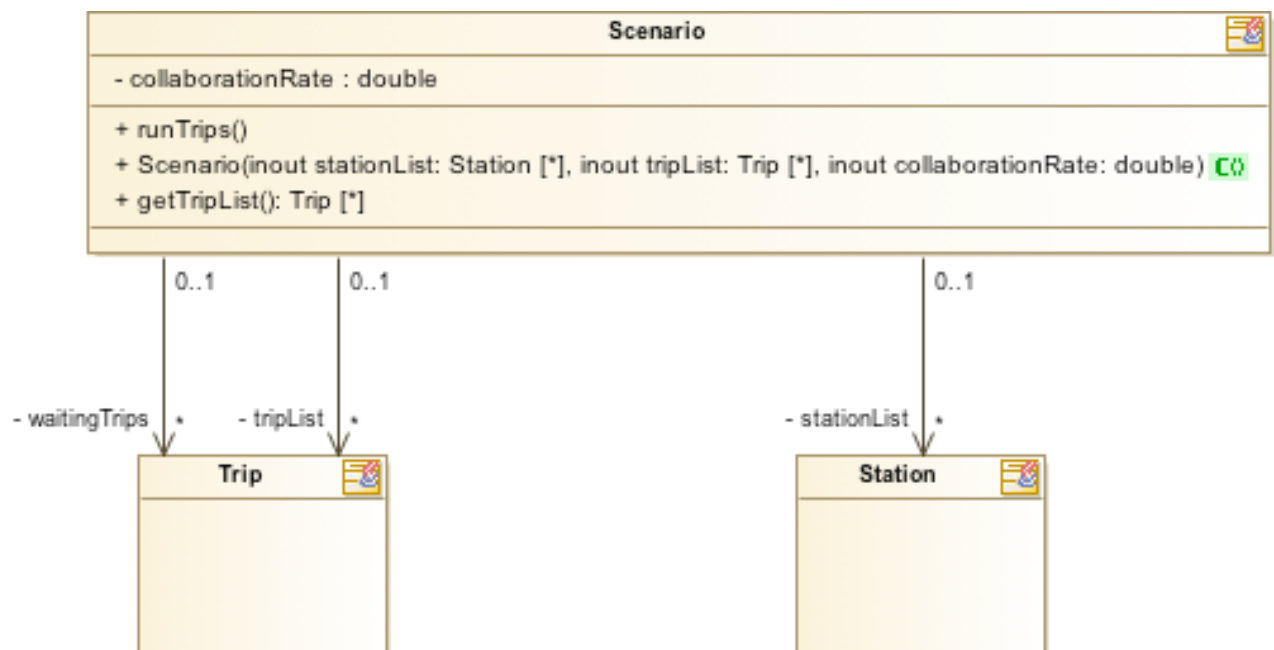 Scenario
- collaborationRate : double
+ runTrips()
+ Scenario(inout stationList: Station [*], inout tripList: Trip [*], inout collaborationRate: double) C()
+ getTripList(): Trip [*]
0..1 0..1 0..1
- waitingTrips * - tripList * - stationList *
Trip Station